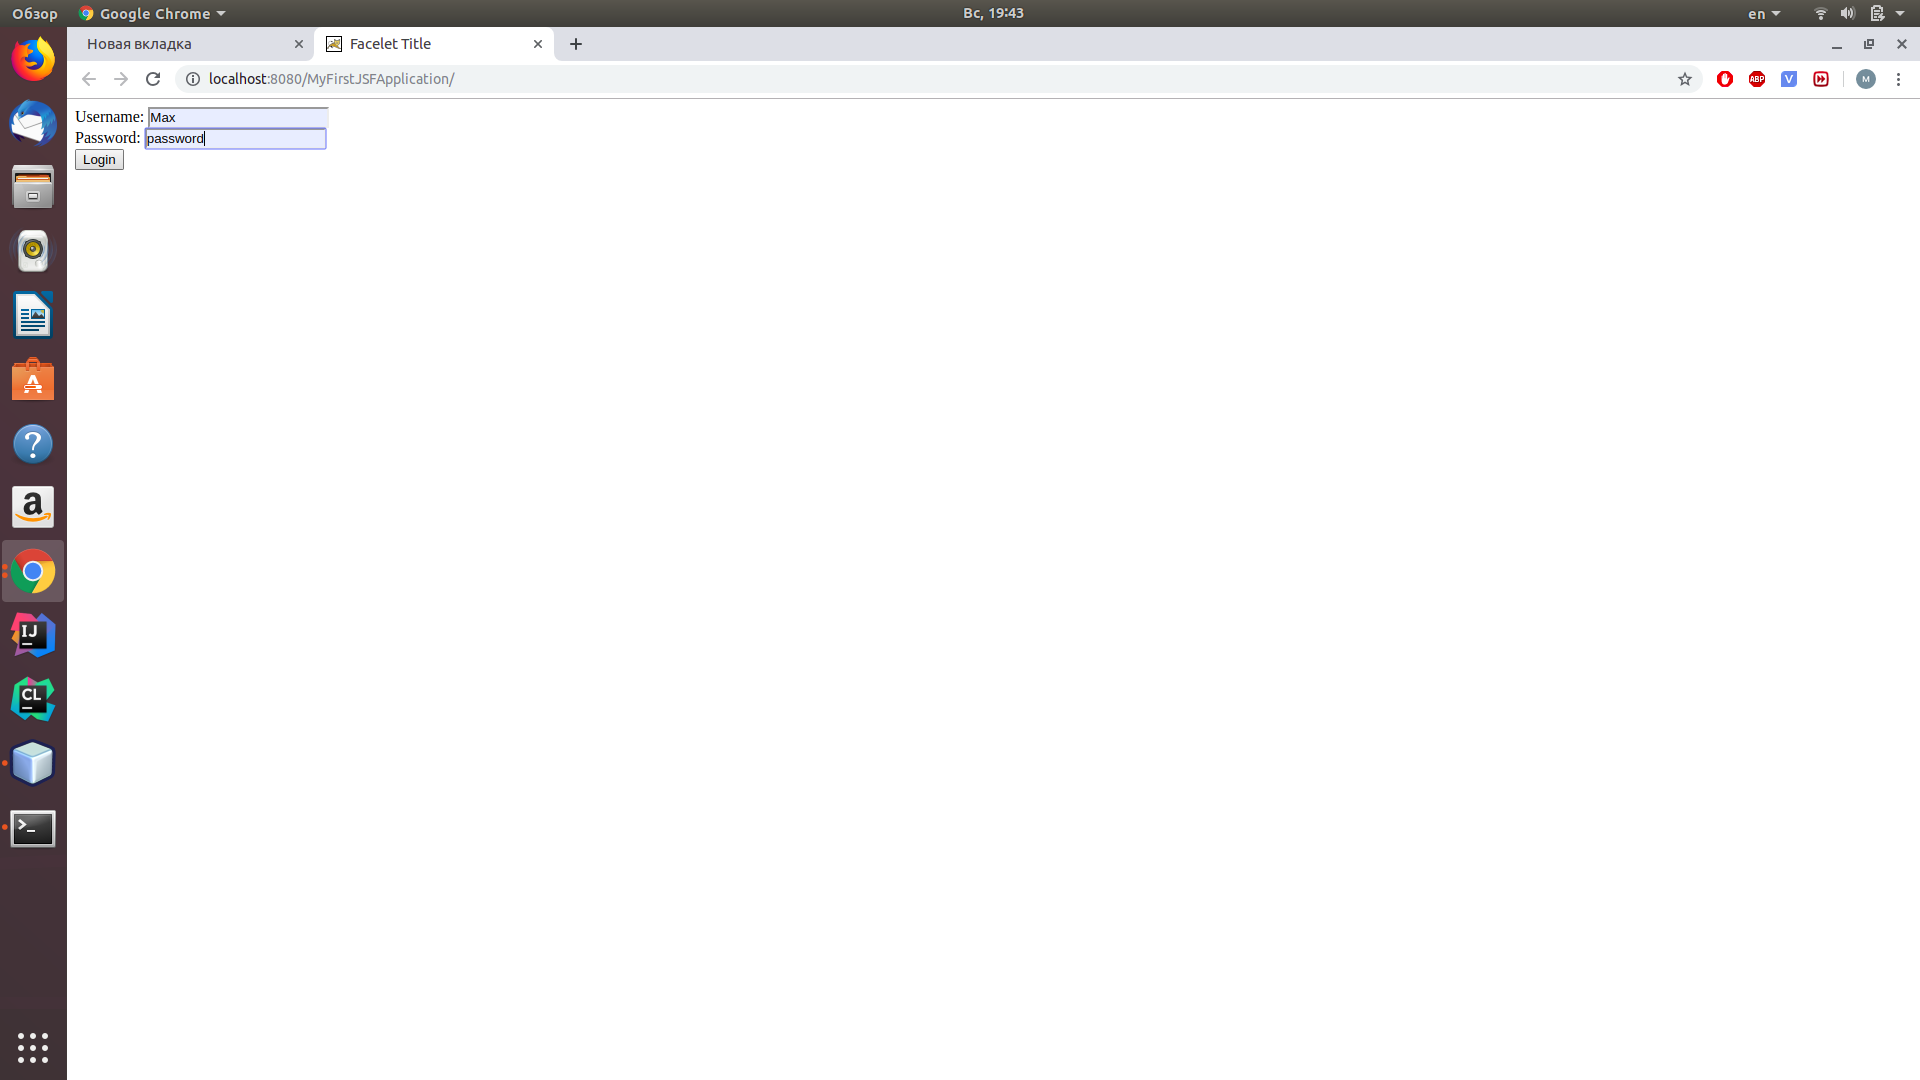 Обзор Google Chrome Вс, 19:43 en
Новая вкладка Facelet Title
localhost:8080/MyFirstJSFApplication/ ABP V M
Username: Max
Password: password
Login
A
?
a
IJ
CL
>_